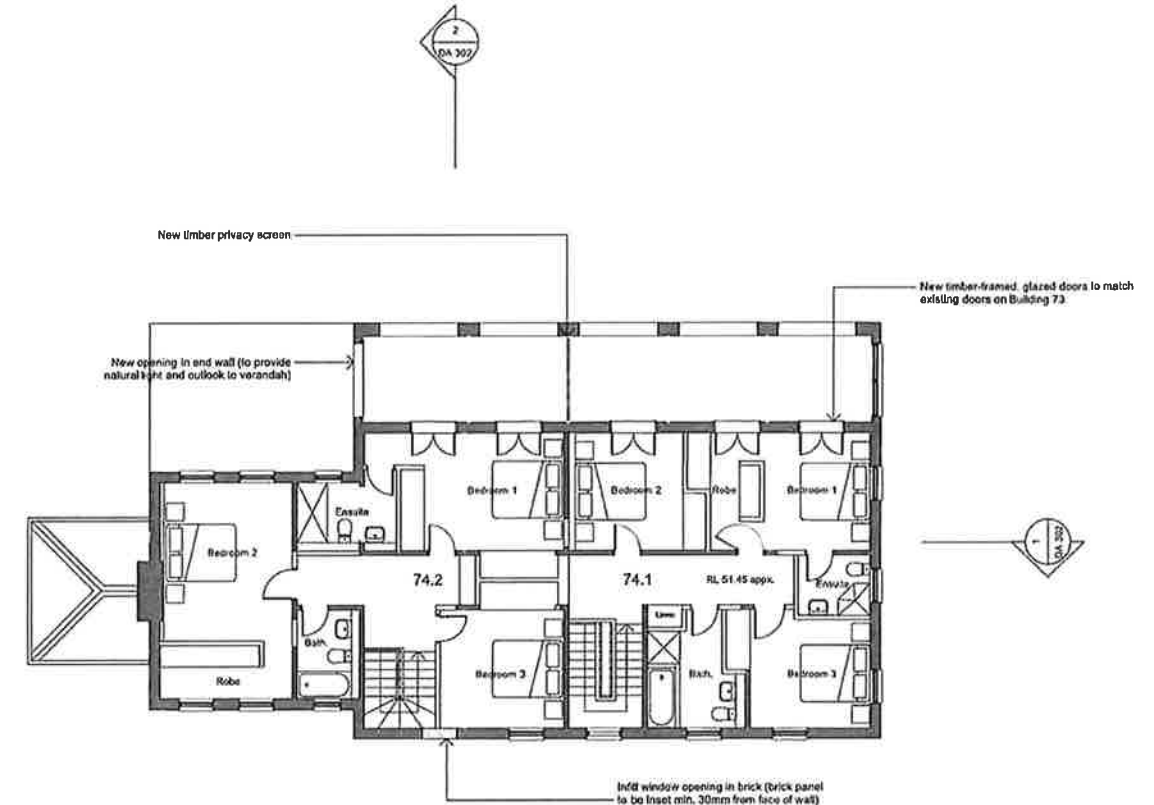 2
DA 302
New timber privacy screen
New timber-framed, glazed doors to match
existing doors on Building 73
New opening in end wall (to provide
natural light and outlook to verandah)
Bedroom 1
Bedroom 2
Robe
Bedroom 1
Ensuite
Bedroom 2
74.2
74.1
RL 51.45 appx.
Ensuite
1
DA 302
Linen
Bath.
Bedroom 3
Bath.
Bedroom 3
Robe
Infill window opening in brick (brick panel
to be inset min. 30mm from face of wall)